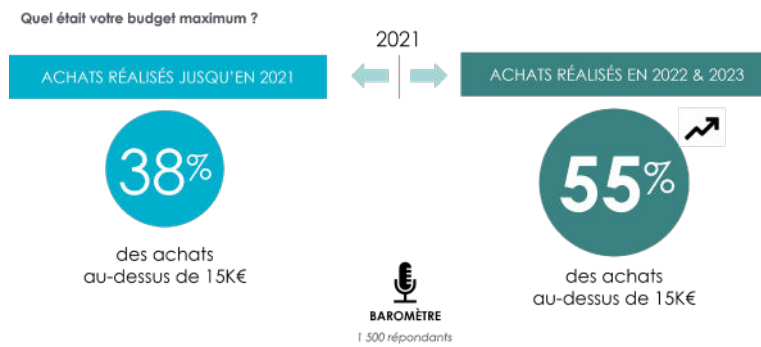 Quel était votre budget maximum ?
2021
ACHATS RÉALISÉS JUSQU'EN 2021
ACHATS RÉALISÉS EN 2022 & 2023
38%
55%
des achats
au-dessus de 15K€
des achats
au-dessus de 15K€
BAROMÈTRE
1 500 répondants